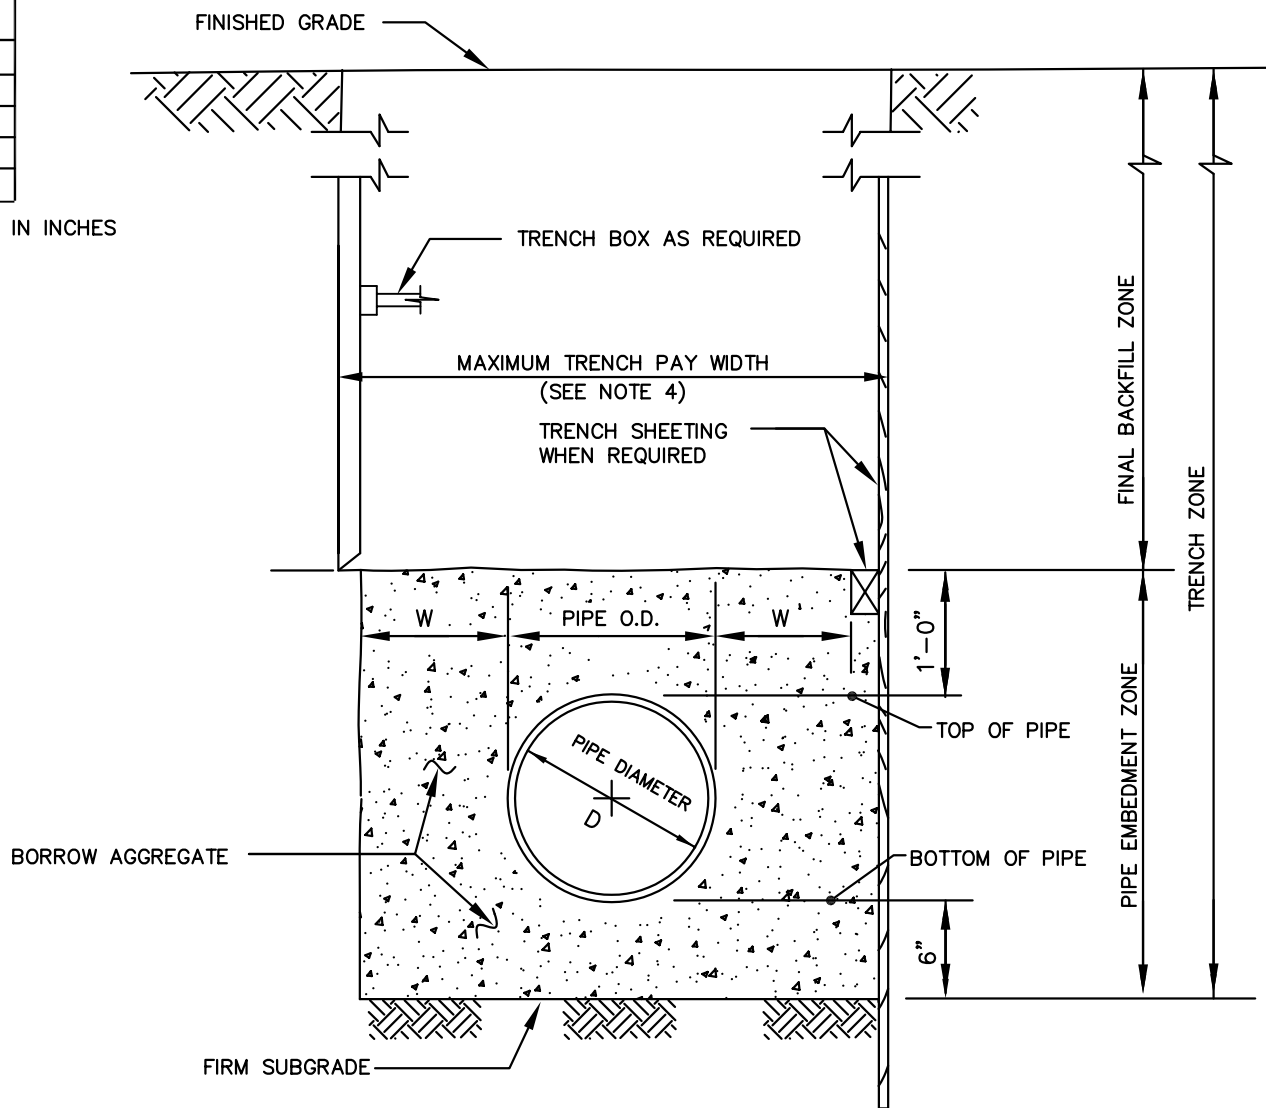 FINISHED GRADE
IN INCHES
TRENCH BOX AS REQUIRED
MAXIMUM TRENCH PAY WIDTH
(SEE NOTE 4)
TRENCH SHEETING
WHEN REQUIRED
FINAL BACKFILL ZONE
TRENCH ZONE
W
PIPE O.D.
W
1'-0"
TOP OF PIPE
PIPE EMBEDMENT ZONE
PIPE DIAMETER
D
BORROW AGGREGATE
BOTTOM OF PIPE
6"
FIRM SUBGRADE